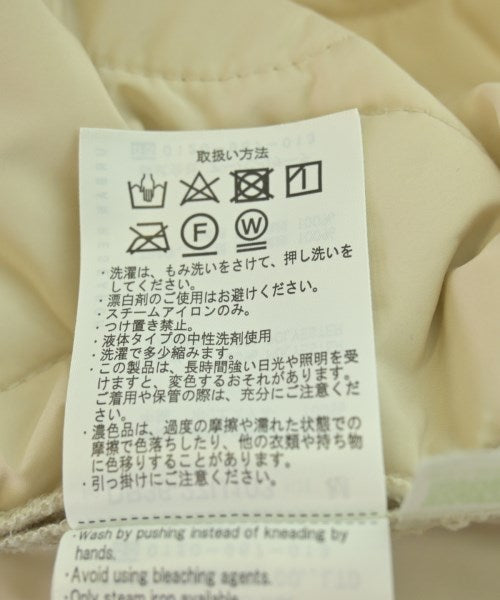 取扱い方法
F
W
・洗濯は、もみ洗いをさけて、押し洗いを
してください。
・漂白剤のご使用はお避けください。
・スチームアイロンのみ。
・つけ置き禁止。
・液体タイプの中性洗剤使用
・洗濯で多少縮みます。
・この製品は、長時間強い日光や照明を受
けますと、変色するおそれがあります。
ご着用や保管の際は、充分にご注意くださ
い。
・濃色品は、過度の摩擦や濡れた状態での
摩擦で色落ちしたり、他の衣類や持ち物
に色移りすることがあります。
・引っ掛けにご注意ください。
・Wash by pushing instead of kneading by
hands.
・Avoid using bleaching agents.
・Only steam iron available.